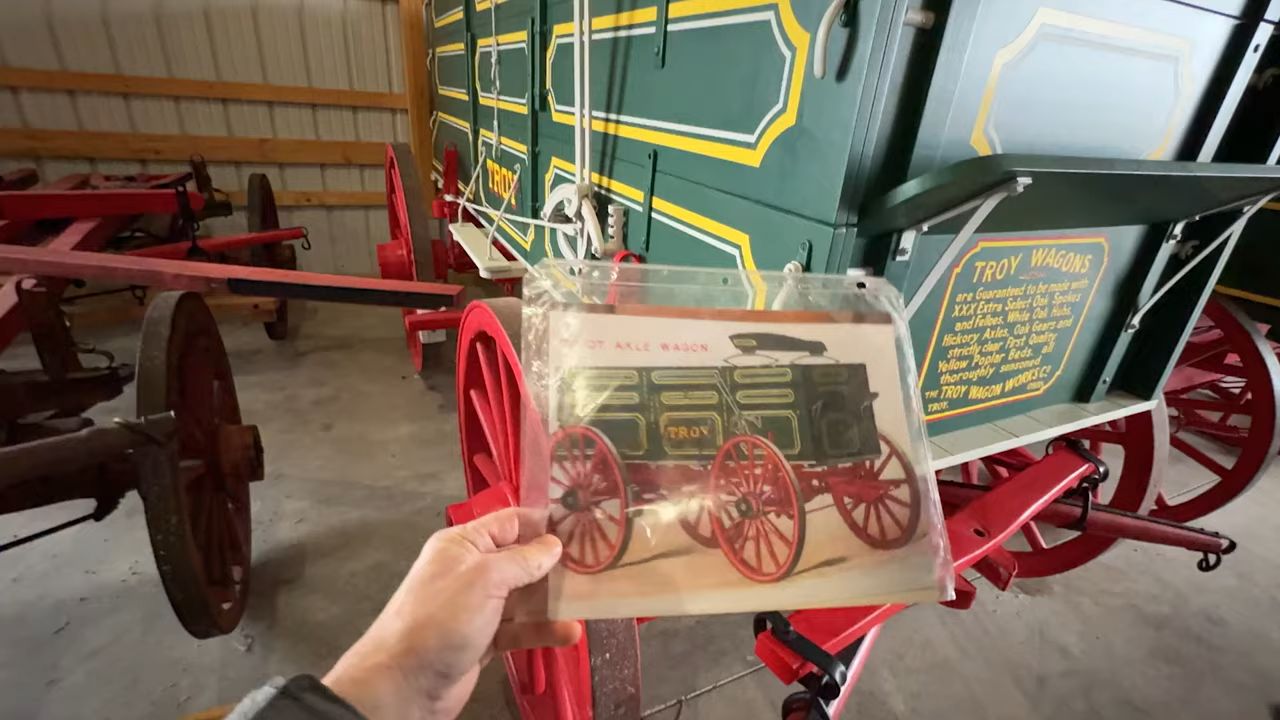 TROY
TROY WAGONS
are Guaranteed to be made with
XXX Extra Select Oak Spokes
and Felloes, White Oak Hubs,
Hickory Axles, Oak Gears and
strictly clear First Quality
Yellow Poplar Beds. all
thoroughly seasoned
THE TROY WAGON WORKS CO
TROY,
AXLE WAGON.
TROY